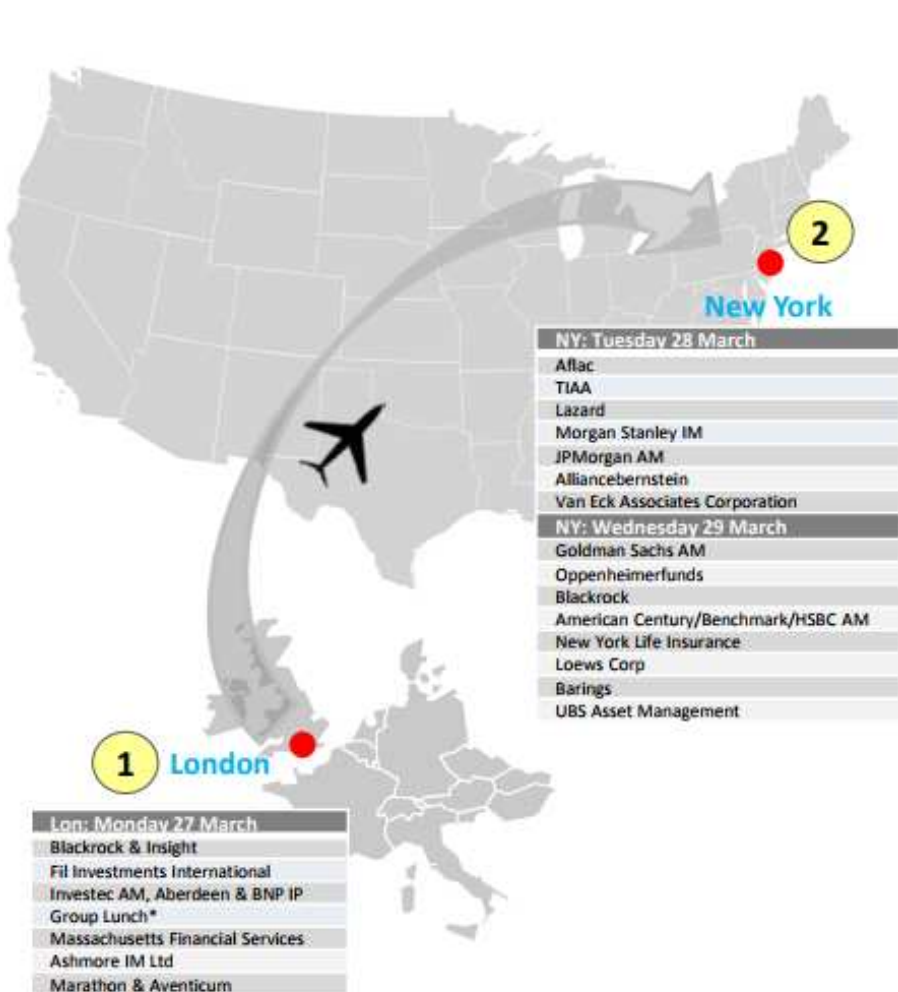 2
New York
NY: Tuesday 28 March
Aflac
TIAA
Lazard
Morgan Stanley IM
JPMorgan AM
Alliancebernstein
Van Eck Associates Corporation
NY: Wednesday 29 March
Goldman Sachs AM
Oppenheimerfunds
Blackrock
American Century/Benchmark/HSBC AM
New York Life Insurance
Loews Corp
Barings
UBS Asset Management
1
London
Lon: Monday 27 March
Blackrock & Insight
Fil Investments International
Investec AM, Aberdeen & BNP IP
Group Lunch*
Massachusetts Financial Services
Ashmore IM Ltd
Marathon & Aventicum